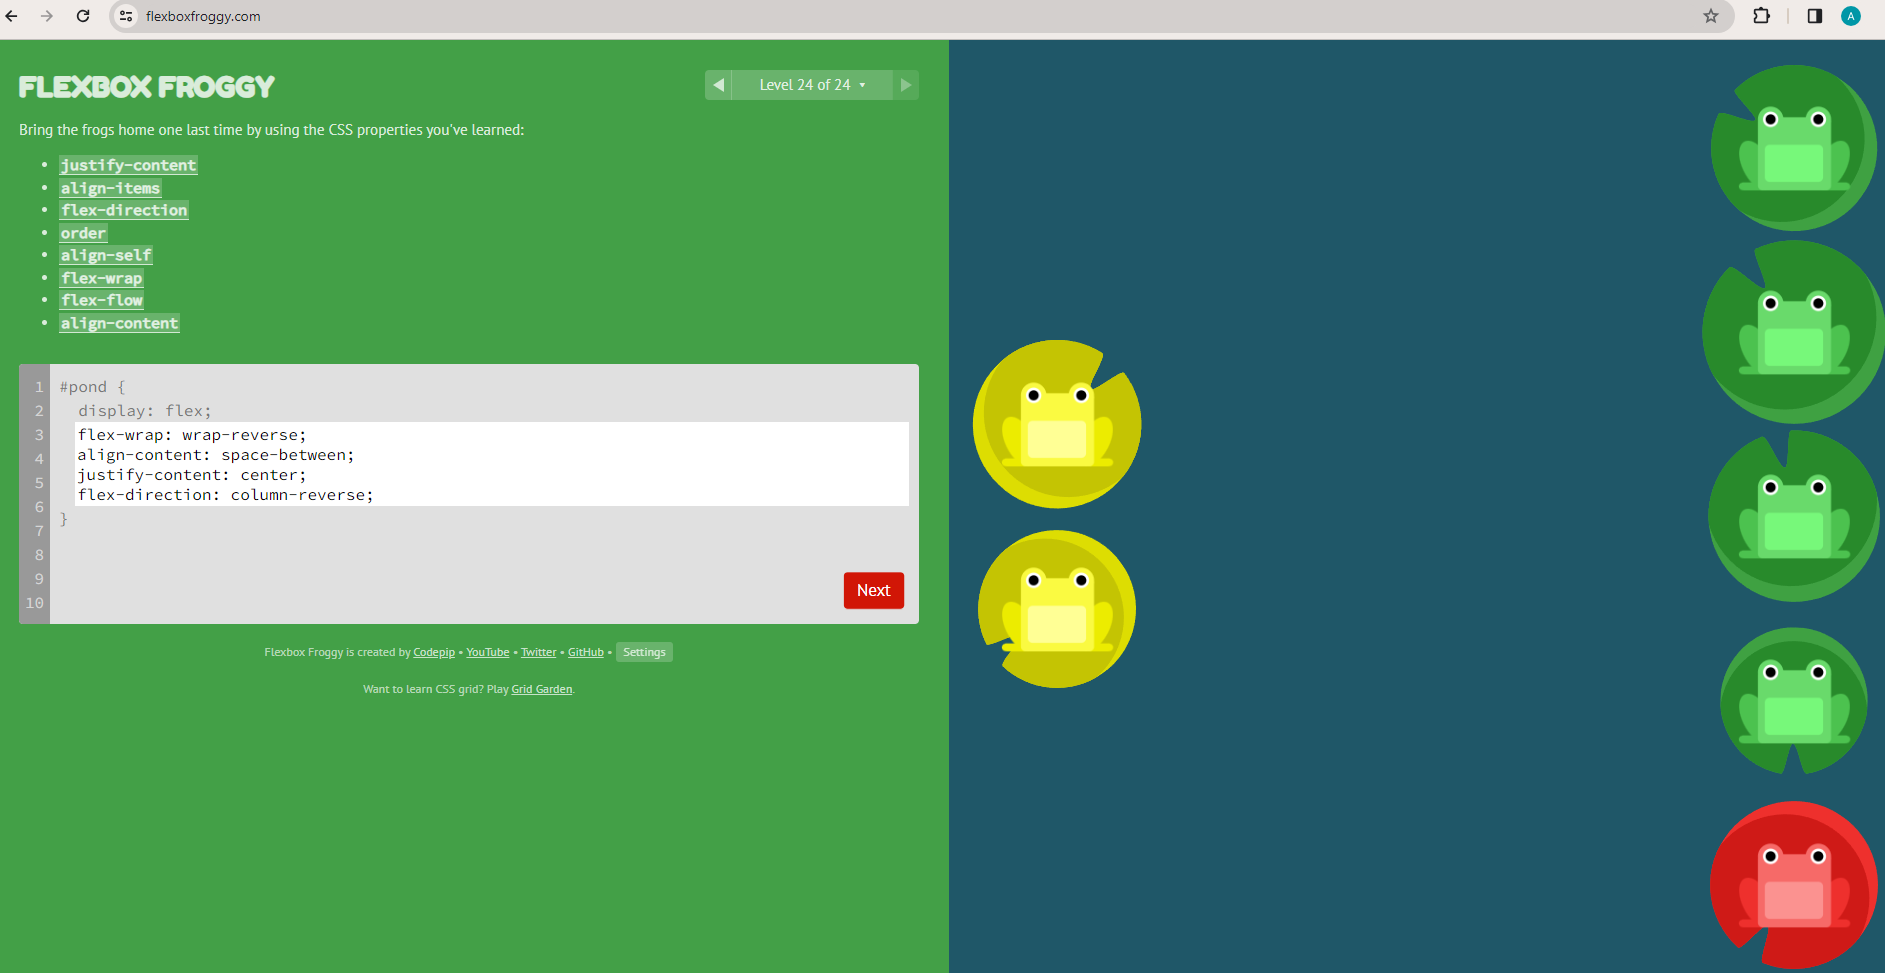 flexboxfroggy.com
A
FLEXBOX FROGGY
Level 24 of 24
Bring the frogs home one last time by using the CSS properties you've learned:
justify-content
align-items
flex-direction
order
align-self
flex-wrap
flex-flow
align-content
1 #pond {
2 display: flex;
3 flex-wrap: wrap-reverse;
4 align-content: space-between;
5 justify-content: center;
6 flex-direction: column-reverse;
7 }
8
9
10
Next
Flexbox Froggy is created by Codepip • YouTube • Twitter • GitHub • Settings
Want to learn CSS grid? Play Grid Garden.